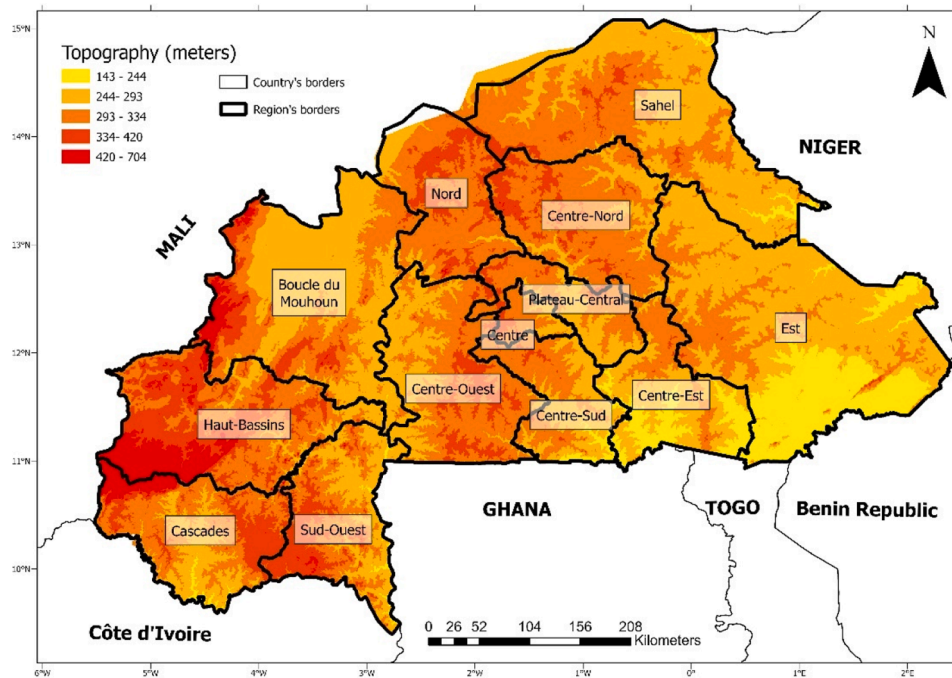 N
15°N
14°N
13°N
12°N
11°N
10°N
Topography (meters)
143 - 244
244 - 293
293 - 334
334- 420
420 - 704
Country's borders
Region's borders
Sahel
NIGER
Nord
Centre-Nord
MALI
Boucle du
Mouhoun
Plateau-Central
Centre
Est
Centre-Ouest
Centre-Est
Centre-Sud
Haut-Bassins
GHANA
TOGO
Benin Republic
Cascades
Sud-Ouest
Côte d'Ivoire
0 26 52 104 156 208
Kilometers
6°W 5°W 4°W 3°W 2°W 1°W 0° 1°E 2°E